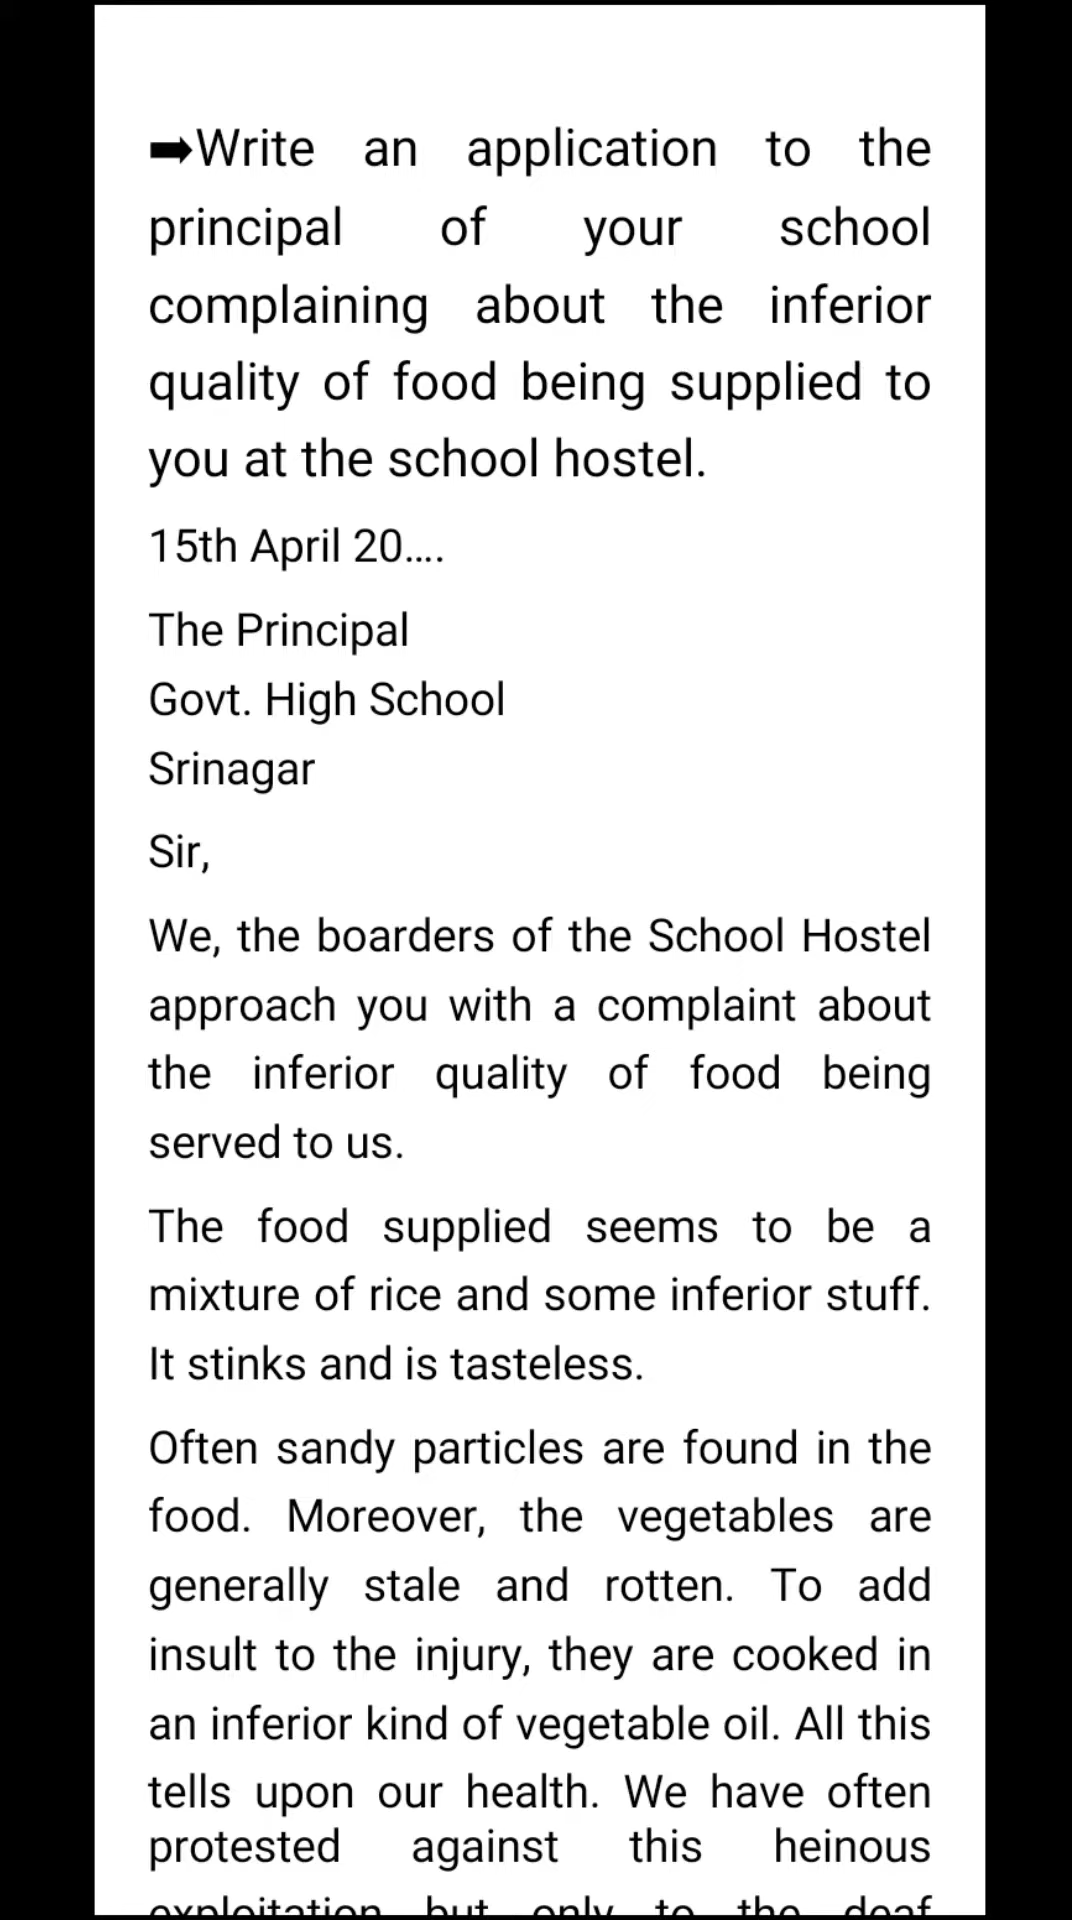 ➡Write an application to the
principal of your school
complaining about the inferior
quality of food being supplied to
you at the school hostel.
15th April 20....
The Principal
Govt. High School
Srinagar
Sir,
We, the boarders of the School Hostel
approach you with a complaint about
the inferior quality of food being
served to us.
The food supplied seems to be a
mixture of rice and some inferior stuff.
It stinks and is tasteless.
Often sandy particles are found in the
food. Moreover, the vegetables are
generally stale and rotten. To add
insult to the injury, they are cooked in
an inferior kind of vegetable oil. All this
tells upon our health. We have often
protested against this heinous
exploitation but only to the deaf